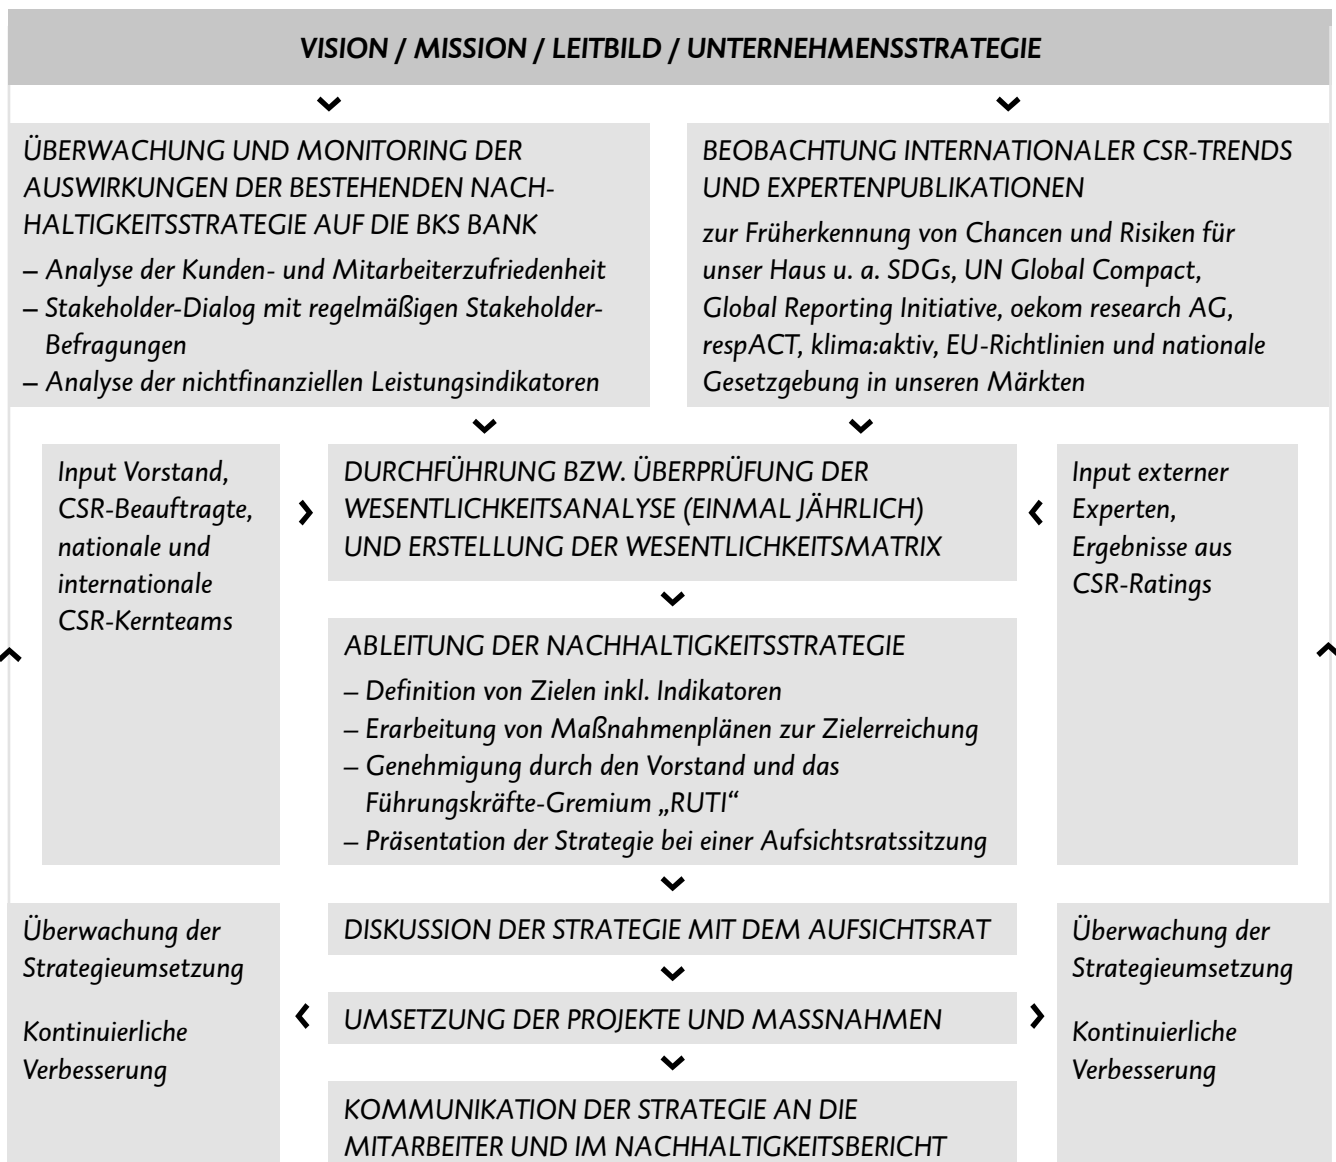 VISION / MISSION / LEITBILD / UNTERNEHMENSSTRATEGIE
ÜBERWACHUNG UND MONITORING DER
AUSWIRKUNGEN DER BESTEHENDEN NACH-
HALTIGKEITSSTRATEGIE AUF DIE BKS BANK
– Analyse der Kunden- und Mitarbeiterzufriedenheit
– Stakeholder-Dialog mit regelmäßigen Stakeholder-
Befragungen
– Analyse der nichtfinanziellen Leistungsindikatoren
BEOBACHTUNG INTERNATIONALER CSR-TRENDS
UND EXPERTENPUBLIKATIONEN
zur Früherkennung von Chancen und Risiken für
unser Haus u. a. SDGs, UN Global Compact,
Global Reporting Initiative, oekom research AG,
respACT, klima:aktiv, EU-Richtlinien und nationale
Gesetzgebung in unseren Märkten
Input Vorstand,
CSR-Beauftragte,
nationale und
internationale
CSR-Kernteams
DURCHFÜHRUNG BZW. ÜBERPRÜFUNG DER
WESENTLICHKEITSANALYSE (EINMAL JÄHRLICH)
UND ERSTELLUNG DER WESENTLICHKEITSMATRIX
Input externer
Experten,
Ergebnisse aus
CSR-Ratings
ABLEITUNG DER NACHHALTIGKEITSSTRATEGIE
– Definition von Zielen inkl. Indikatoren
– Erarbeitung von Maßnahmenplänen zur Zielerreichung
– Genehmigung durch den Vorstand und das
Führungskräfte-Gremium „RUTI“
– Präsentation der Strategie bei einer Aufsichtsratssitzung
Überwachung der
Strategieumsetzung
Kontinuierliche
Verbesserung
DISKUSSION DER STRATEGIE MIT DEM AUFSICHTSRAT
UMSETZUNG DER PROJEKTE UND MASSNAHMEN
KOMMUNIKATION DER STRATEGIE AN DIE
MITARBEITER UND IM NACHHALTIGKEITSBERICHT
Überwachung der
Strategieumsetzung
Kontinuierliche
Verbesserung